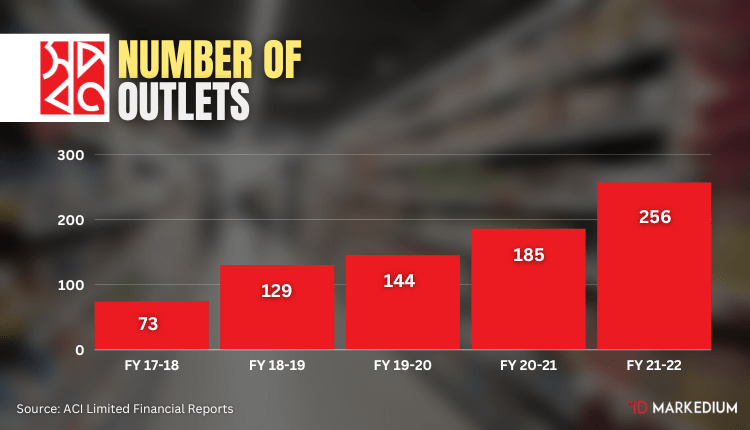 স্বপ্ন
NUMBER OF
OUTLETS
300
200
100
0
73
129
144
185
256
FY 17-18
FY 18-19
FY 19-20
FY 20-21
FY 21-22
Source: ACI Limited Financial Reports
MARKEDIUM